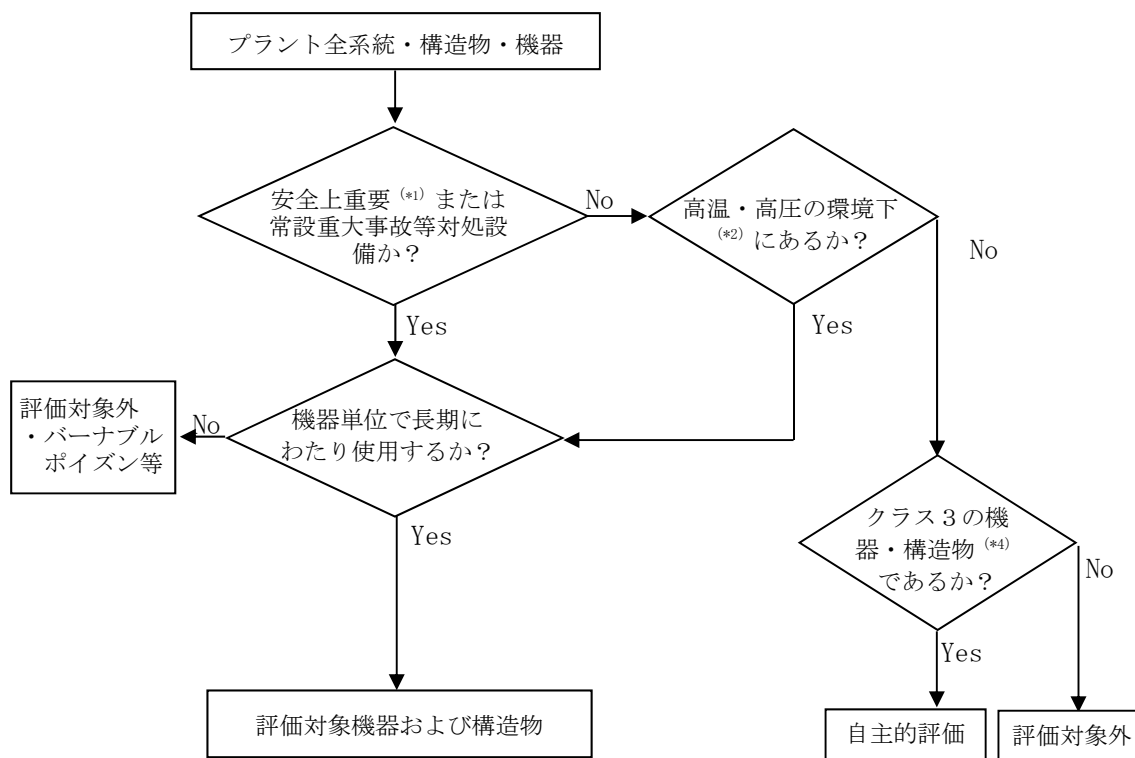 プラント全系統・構造物・機器
安全上重要(*1)または
常設重大事故等対処設
備か？
No
高温・高圧の環境下
(*2)にあるか？
No
Yes
Yes
評価対象外
・バーナブル
ポイズン等
No
機器単位で長期に
わたり使用するか？
Yes
クラス３の機
器・構造物(*4)
であるか？
No
Yes
評価対象機器および構造物
自主的評価
評価対象外